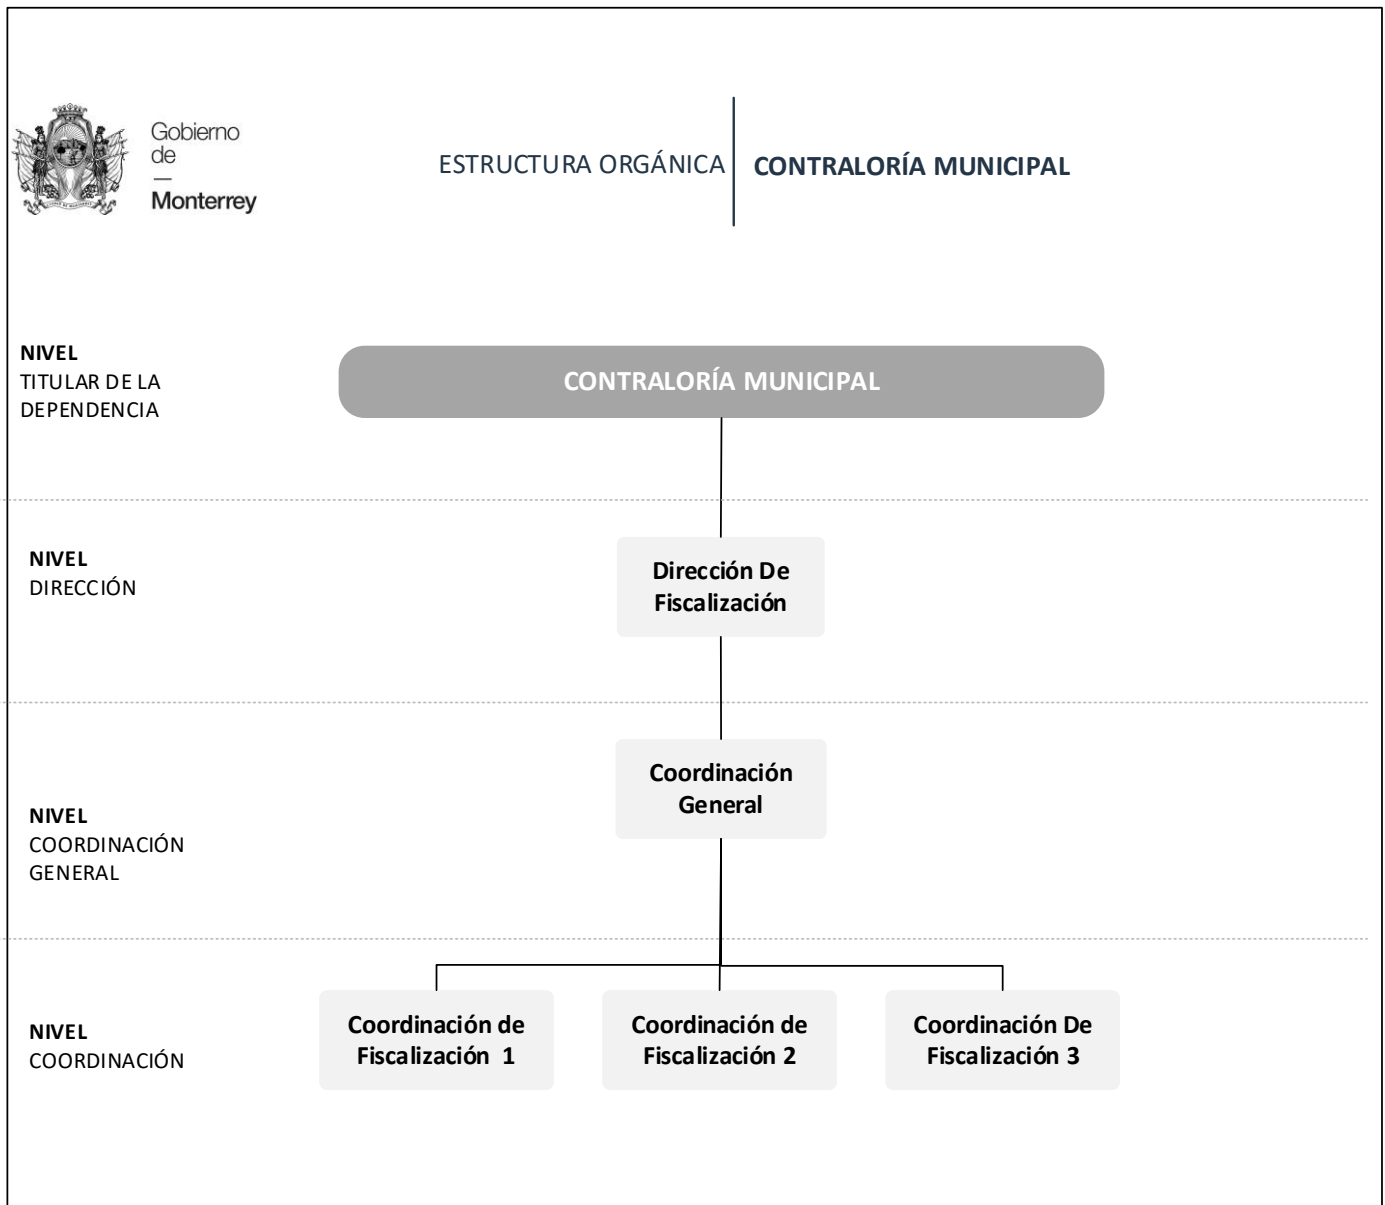 Gobierno
de
—
Monterrey
ESTRUCTURA ORGÁNICA
CONTRALORÍA MUNICIPAL
NIVEL
TITULAR DE LA
DEPENDENCIA
CONTRALORÍA MUNICIPAL
NIVEL
DIRECCIÓN
Dirección De
Fiscalización
Coordinación
General
NIVEL
COORDINACIÓN
GENERAL
NIVEL
COORDINACIÓN
Coordinación de
Fiscalización 1
Coordinación de
Fiscalización 2
Coordinación De
Fiscalización 3